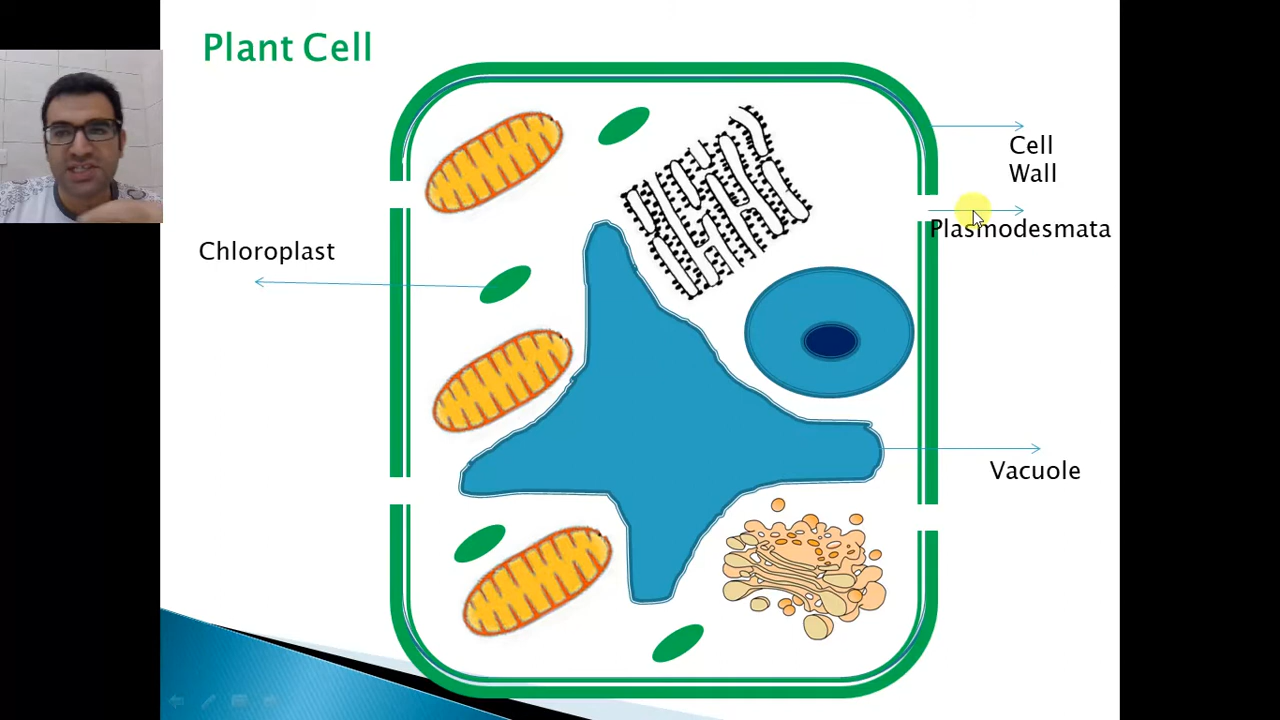 Plant Cell
Cell
Wall
Plasmodesmata
Chloroplast
Vacuole